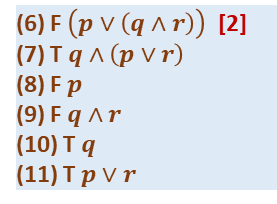 (6) F (p ∨ (q ∧ r)) [2]
(7) T q ∧ (p ∨ r)
(8) F p
(9) F q ∧ r
(10) T q
(11) T p ∨ r